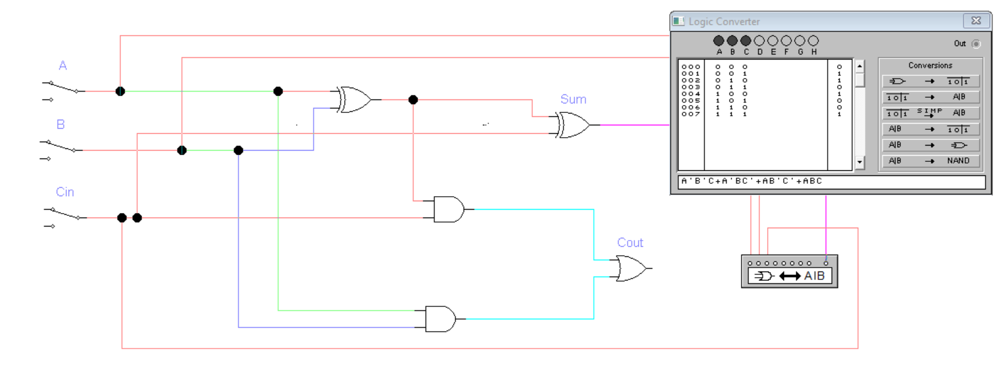 Logic Converter
Out
A B C D E F G H
A
B
Cin
Sum
Cout
000 0 0 0 0
001 0 0 1 1
002 0 1 0 1
003 0 1 1 0
004 1 0 0 1
005 1 0 1 0
006 1 1 0 0
007 1 1 1 1
Conversions
→ 1 0|1
1 0|1 → A|B
1 0|1 SIMP → A|B
A|B → 1 0|1
A|B →
A|B → NAND
A'B'C+A'BC'+AB'C'+ABC
A|B